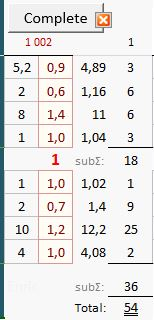 Complete
1 002 1
5,2 0,9 4,89 3
2 0,6 1,16 6
8 1,4 11 6
1 1,0 1,04 3
1 subΣ: 18
1 1,0 1,02 1
2 0,7 1,4 9
10 1,2 12,2 25
4 1,0 4,08 2
subΣ: 36
Total: 54